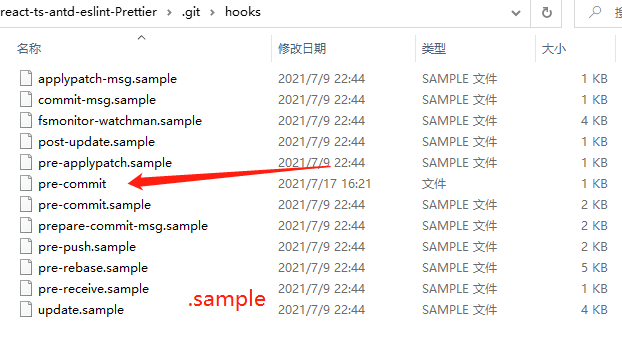 react-ts-antd-eslint-Prettier > .git > hooks
名称 修改日期 类型 大小
applypatch-msg.sample 2021/7/9 22:44 SAMPLE 文件 1 KB
commit-msg.sample 2021/7/9 22:44 SAMPLE 文件 1 KB
fsmonitor-watchman.sample 2021/7/9 22:44 SAMPLE 文件 4 KB
post-update.sample 2021/7/9 22:44 SAMPLE 文件 1 KB
pre-applypatch.sample 2021/7/9 22:44 SAMPLE 文件 1 KB
pre-commit 2021/7/17 16:21 文件 1 KB
pre-commit.sample 2021/7/9 22:44 SAMPLE 文件 2 KB
prepare-commit-msg.sample 2021/7/9 22:44 SAMPLE 文件 2 KB
pre-push.sample 2021/7/9 22:44 SAMPLE 文件 2 KB
pre-rebase.sample 2021/7/9 22:44 SAMPLE 文件 5 KB
pre-receive.sample 2021/7/9 22:44 SAMPLE 文件 1 KB
update.sample 2021/7/9 22:44 SAMPLE 文件 4 KB
.sample